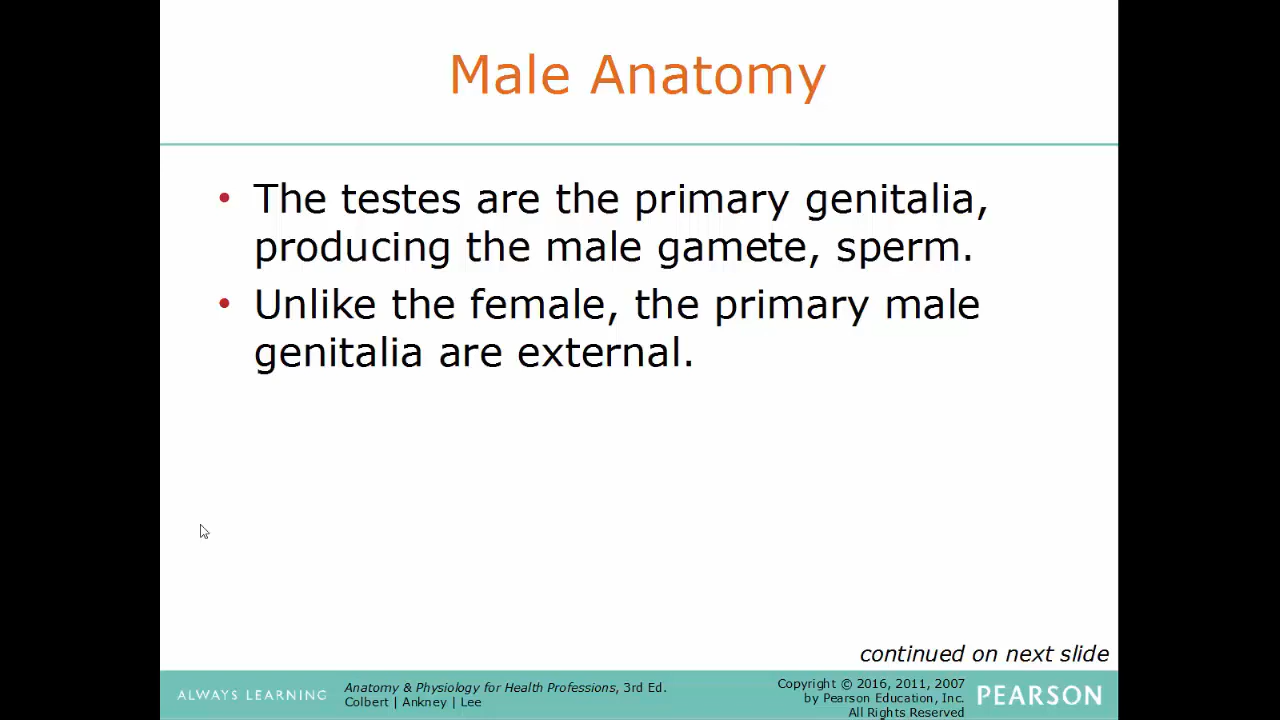 Male Anatomy
• The testes are the primary genitalia,
producing the male gamete, sperm.
• Unlike the female, the primary male
genitalia are external.
continued on next slide
ALWAYS LEARNING
Anatomy & Physiology for Health Professions, 3rd Ed.
Colbert | Ankney | Lee
Copyright © 2016, 2011, 2007
by Pearson Education, Inc.
All Rights Reserved
PEARSON